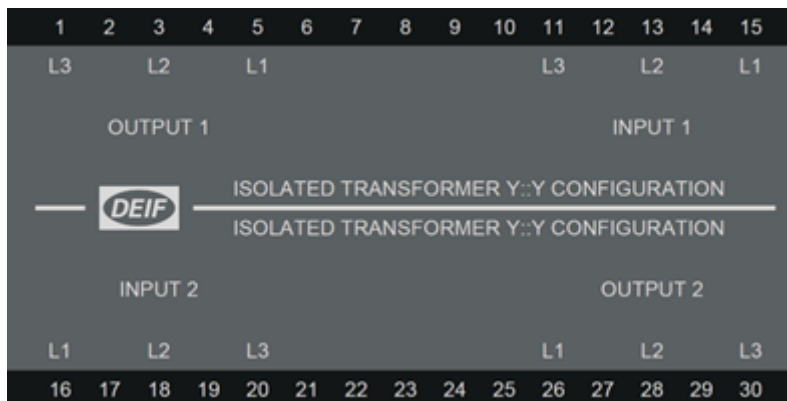 1 2 3 4 5 6 7 8 9 10 11 12 13 14 15
L3 L2 L1 L3 L2 L1
OUTPUT 1 INPUT 1
ISOLATED TRANSFORMER Y::Y CONFIGURATION
DEIF
ISOLATED TRANSFORMER Y::Y CONFIGURATION
INPUT 2 OUTPUT 2
L1 L2 L3 L1 L2 L3
16 17 18 19 20 21 22 23 24 25 26 27 28 29 30